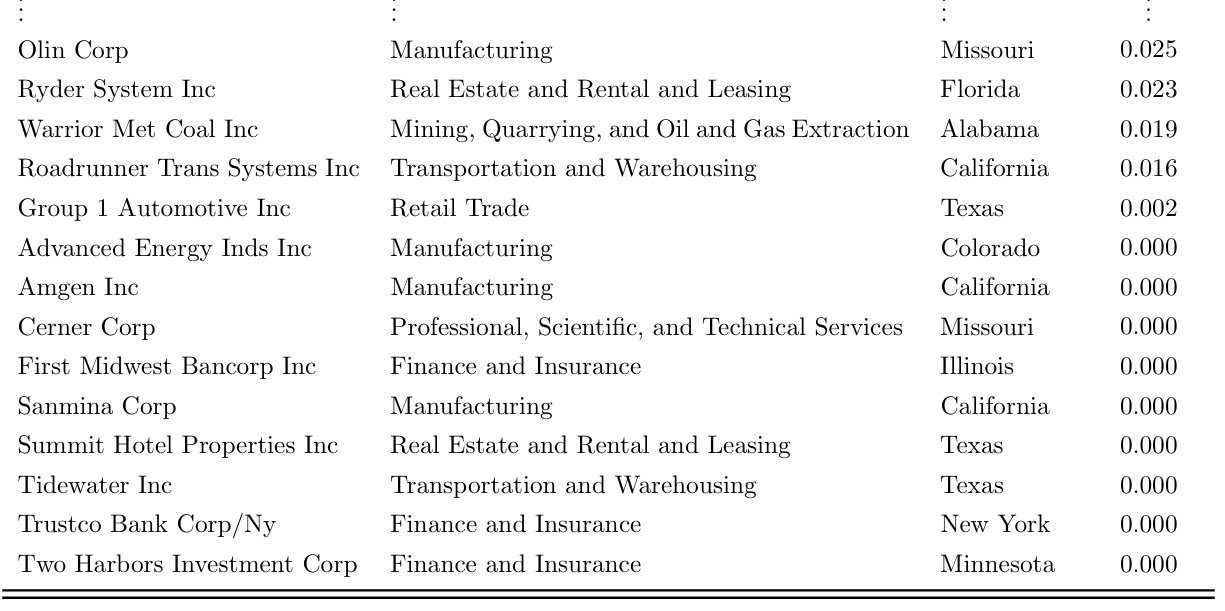 ⋮ ⋮ ⋮ ⋮
Olin Corp Manufacturing Missouri 0.025
Ryder System Inc Real Estate and Rental and Leasing Florida 0.023
Warrior Met Coal Inc Mining, Quarrying, and Oil and Gas Extraction Alabama 0.019
Roadrunner Trans Systems Inc Transportation and Warehousing California 0.016
Group 1 Automotive Inc Retail Trade Texas 0.002
Advanced Energy Inds Inc Manufacturing Colorado 0.000
Amgen Inc Manufacturing California 0.000
Cerner Corp Professional, Scientific, and Technical Services Missouri 0.000
First Midwest Bancorp Inc Finance and Insurance Illinois 0.000
Sanmina Corp Manufacturing California 0.000
Summit Hotel Properties Inc Real Estate and Rental and Leasing Texas 0.000
Tidewater Inc Transportation and Warehousing Texas 0.000
Trustco Bank Corp/Ny Finance and Insurance New York 0.000
Two Harbors Investment Corp Finance and Insurance Minnesota 0.000